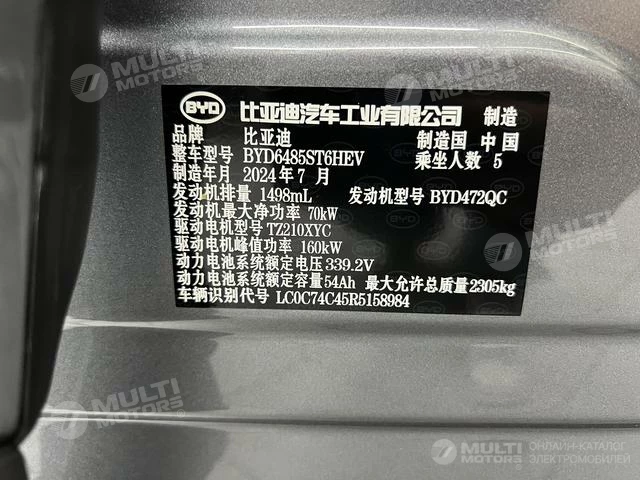 BYD 比亚迪汽车工业有限公司 制造
品牌 比亚迪 制造国 中国
整车型号 BYD6485ST6HEV 乘坐人数 5
制造年月 2024年7月
发动机排量 1498mL 发动机型号 BYD472QC
发动机最大净功率 70kW
驱动电机型号 TZ210XYC
驱动电机峰值功率 160kW
动力电池系统额定电压 339.2V
动力电池系统额定容量 54Ah 最大允许总质量 2305kg
车辆识别代号 LC0C74C45R5158984
MULTI MOTORS
MULTI MOTORS
MULTI MOTORS
MULTI MOTORS
MULTI MOTORS ОНЛАЙН-КАТАЛОГ ЭЛЕКТРОМОБИЛЕЙ